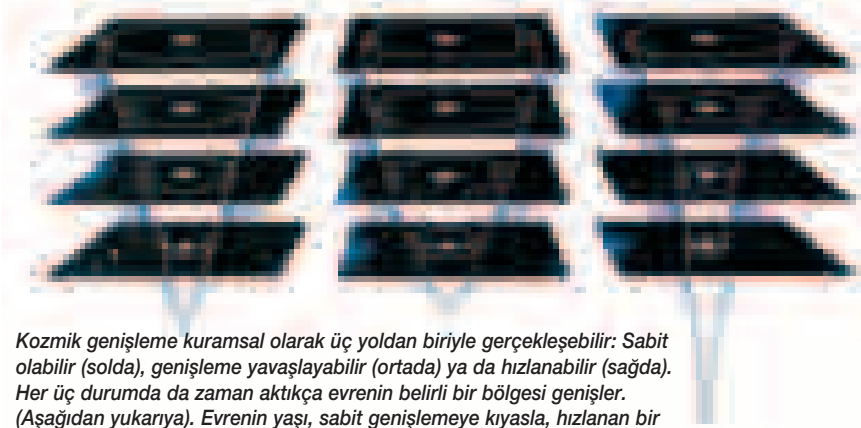 Kozmik genişleme kuramsal olarak üç yoldan biriyle gerçekleşebilir: Sabit
olabilir (solda), genişleme yavaşlayabilir (ortada) ya da hızlanabilir (sağda).
Her üç durumda da zaman aktıkça evrenin belirli bir bölgesi genişler.
(Aşağıdan yukarıya). Evrenin yaşı, sabit genişlemeye kıyasla, hızlanan bir